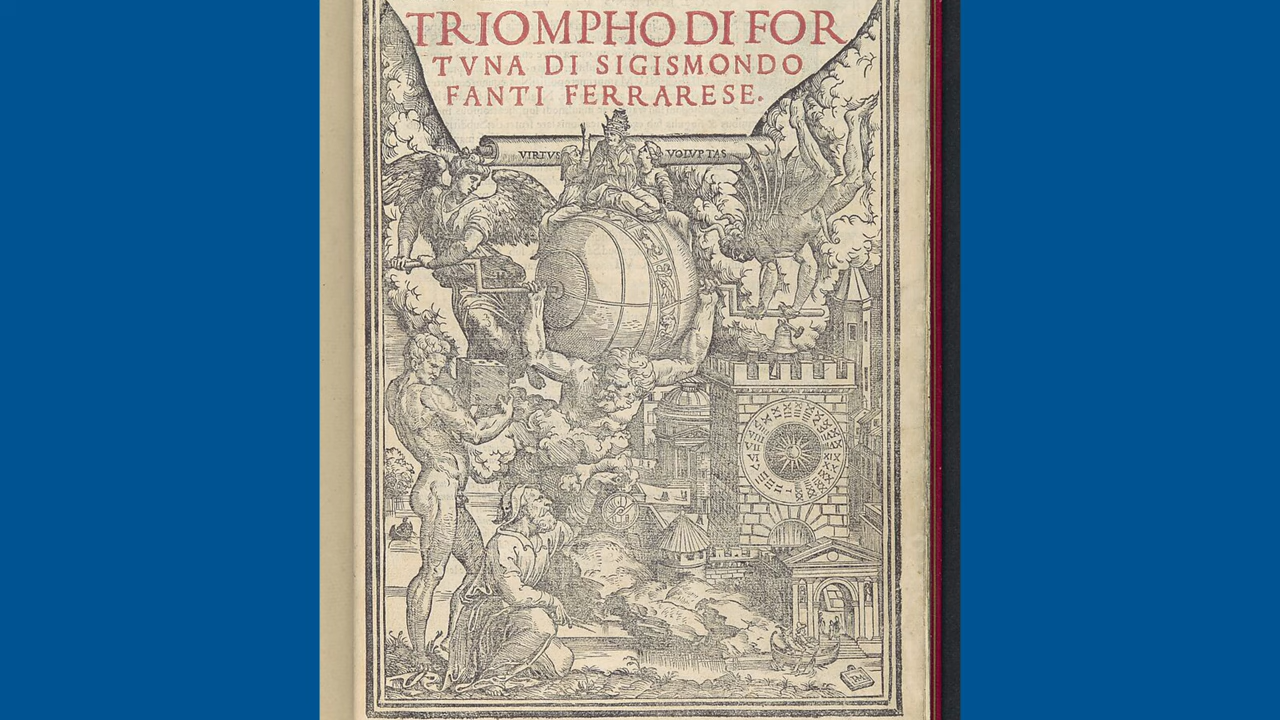 TRIOMPHO DI FOR
TVNA DI SIGISMONDO
FANTI FERRARESE.
VIRTVS VOLVPTAS